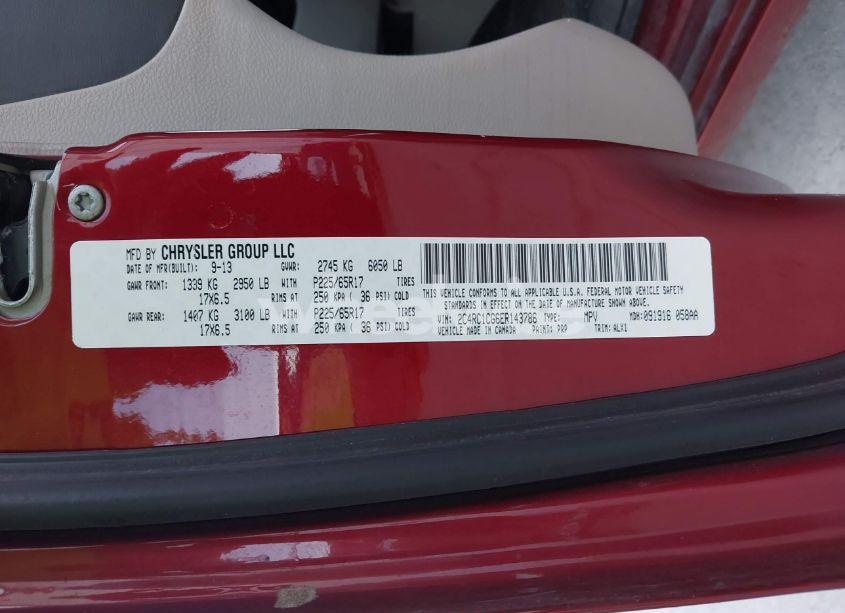 MFD BY CHRYSLER GROUP LLC
DATE OF MFR(BUILT): 9-13 GVWR: 2745 KG 6050 LB
GAWR FRONT: 1339 KG 2950 LB WITH P225/65R17 TIRES
17X6.5 RIMS AT 250 KPA ( 36 PSI) COLD
GAWR REAR: 1407 KG 3100 LB WITH P225/65R17 TIRES
17X6.5 RIMS AT 250 KPA ( 36 PSI) COLD
THIS VEHICLE CONFORMS TO ALL APPLICABLE U.S.A. FEDERAL MOTOR VEHICLE SAFETY
STANDARDS IN EFFECT ON THE DATE OF MANUFACTURE SHOWN ABOVE.
VIN: 2C4RC1CG6ER143786 TYPE: MPV MDH: 091916 058AA
MADE IN CANADA PAINT: PRP TRIM: ALX1